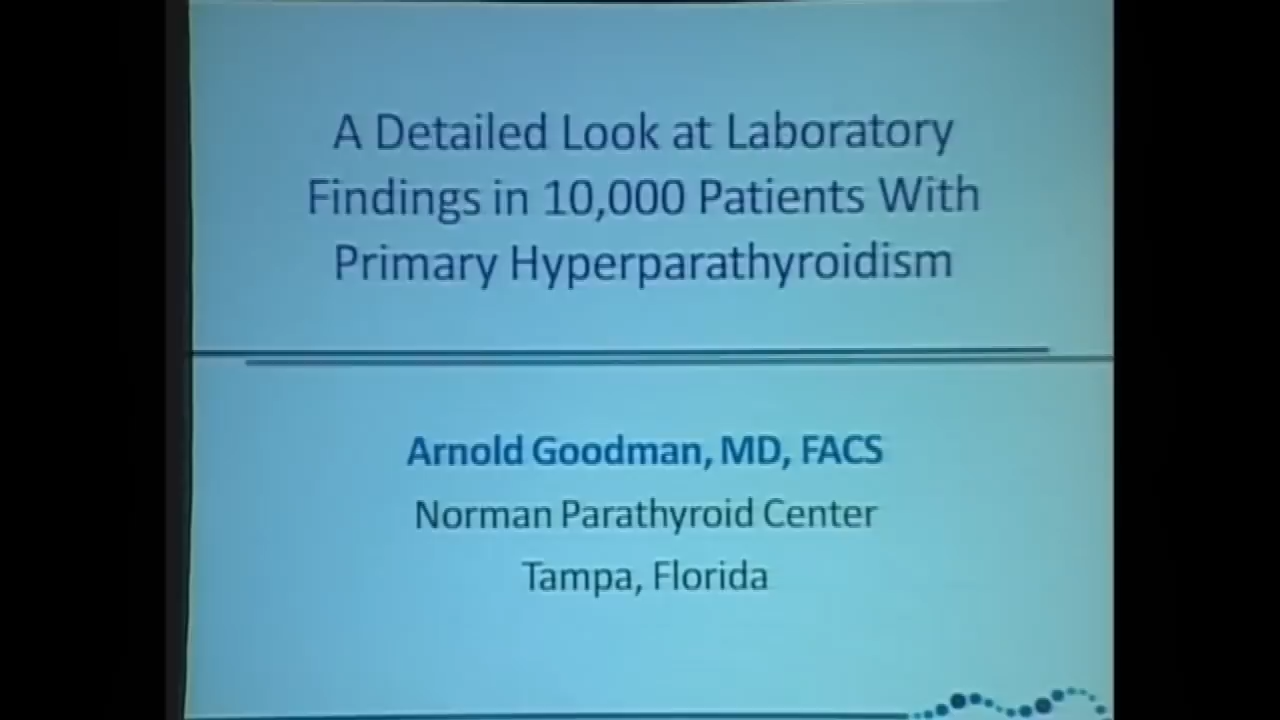 A Detailed Look at Laboratory
Findings in 10,000 Patients With
Primary Hyperparathyroidism
Arnold Goodman, MD, FACS
Norman Parathyroid Center
Tampa, Florida